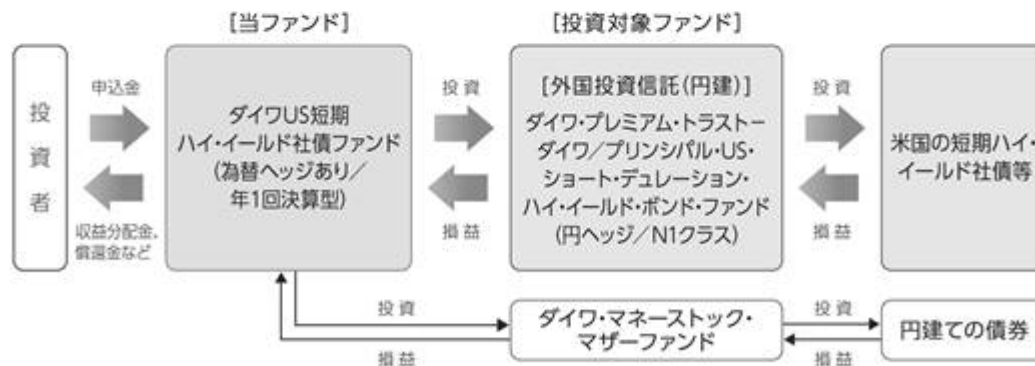 [当ファンド]
[投資対象ファンド]
投資者
申込金
収益分配金、
償還金など
ダイワUS短期
ハイ・イールド社債ファンド
(為替ヘッジあり／
年1回決算型)
投 資
損 益
[外国投資信託(円建)]
ダイワ・プレミアム・トラスト－
ダイワ／プリンシパル・US・
ショート・デュレーション・
ハイ・イールド・ボンド・ファンド
(円ヘッジ／N1クラス)
投 資
損 益
米国の短期ハイ・
イールド社債等
投 資
損 益
ダイワ・マネーストック・
マザーファンド
投 資
損 益
円建ての債券